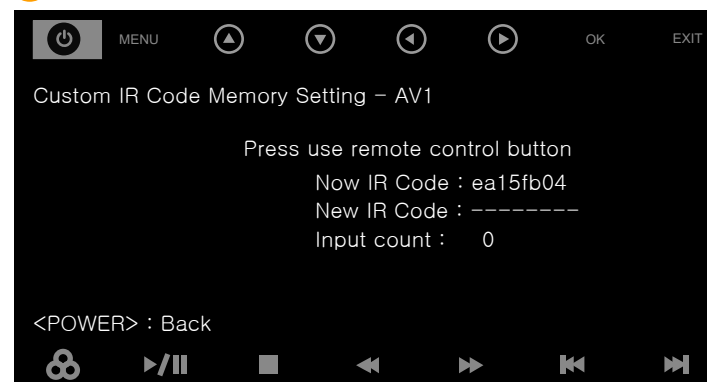 MENU OK EXIT
Custom IR Code Memory Setting - AV1
Press use remote control button
Now IR Code : ea15fb04
New IR Code : --------
Input count : 0
<POWER> : Back